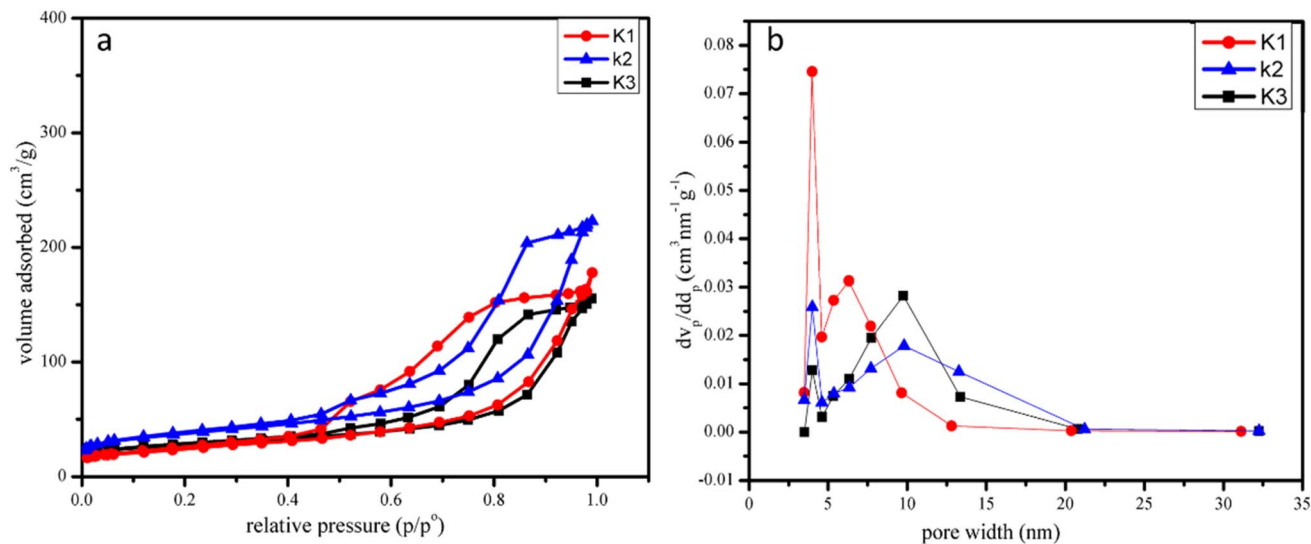 a
K1
k2
K3
400
300
200
100
0
0.0 0.2 0.4 0.6 0.8 1.0
volume adsorbed (cm³/g)
relative pressure (p/p°)
b
K1
k2
K3
0.08
0.07
0.06
0.05
0.04
0.03
0.02
0.01
0.00
-0.01
0 5 10 15 20 25 30 35
dvₚ/ddₚ (cm³nm⁻¹g⁻¹)
pore width (nm)